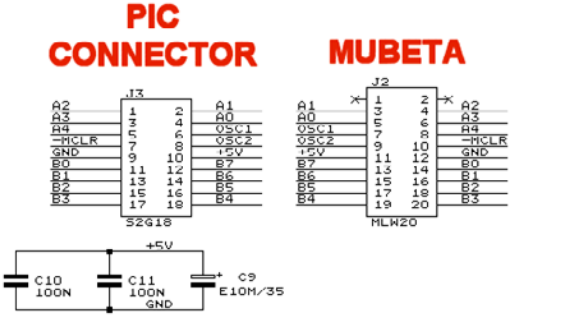 PIC
CONNECTOR
J3
A2 1 2 A1
A3 3 4 A0
A4 5 6 OSC1
-MCLR 7 8 OSC2
GND 9 10 +5V
B0 11 12 B7
B1 13 14 B6
B2 15 16 B5
B3 17 18 B4
S2G18
MUBETA
J2
1 2
A1 3 4 A2
A0 5 6 A3
OSC1 7 8 A4
OSC2 9 10 -MCLR
+5V 11 12 GND
B7 13 14 B0
B6 15 16 B1
B5 17 18 B2
B4 19 20 B3
MLW20
+5V
C10
100N
C11
100N
+ C9
E10M/35
GND